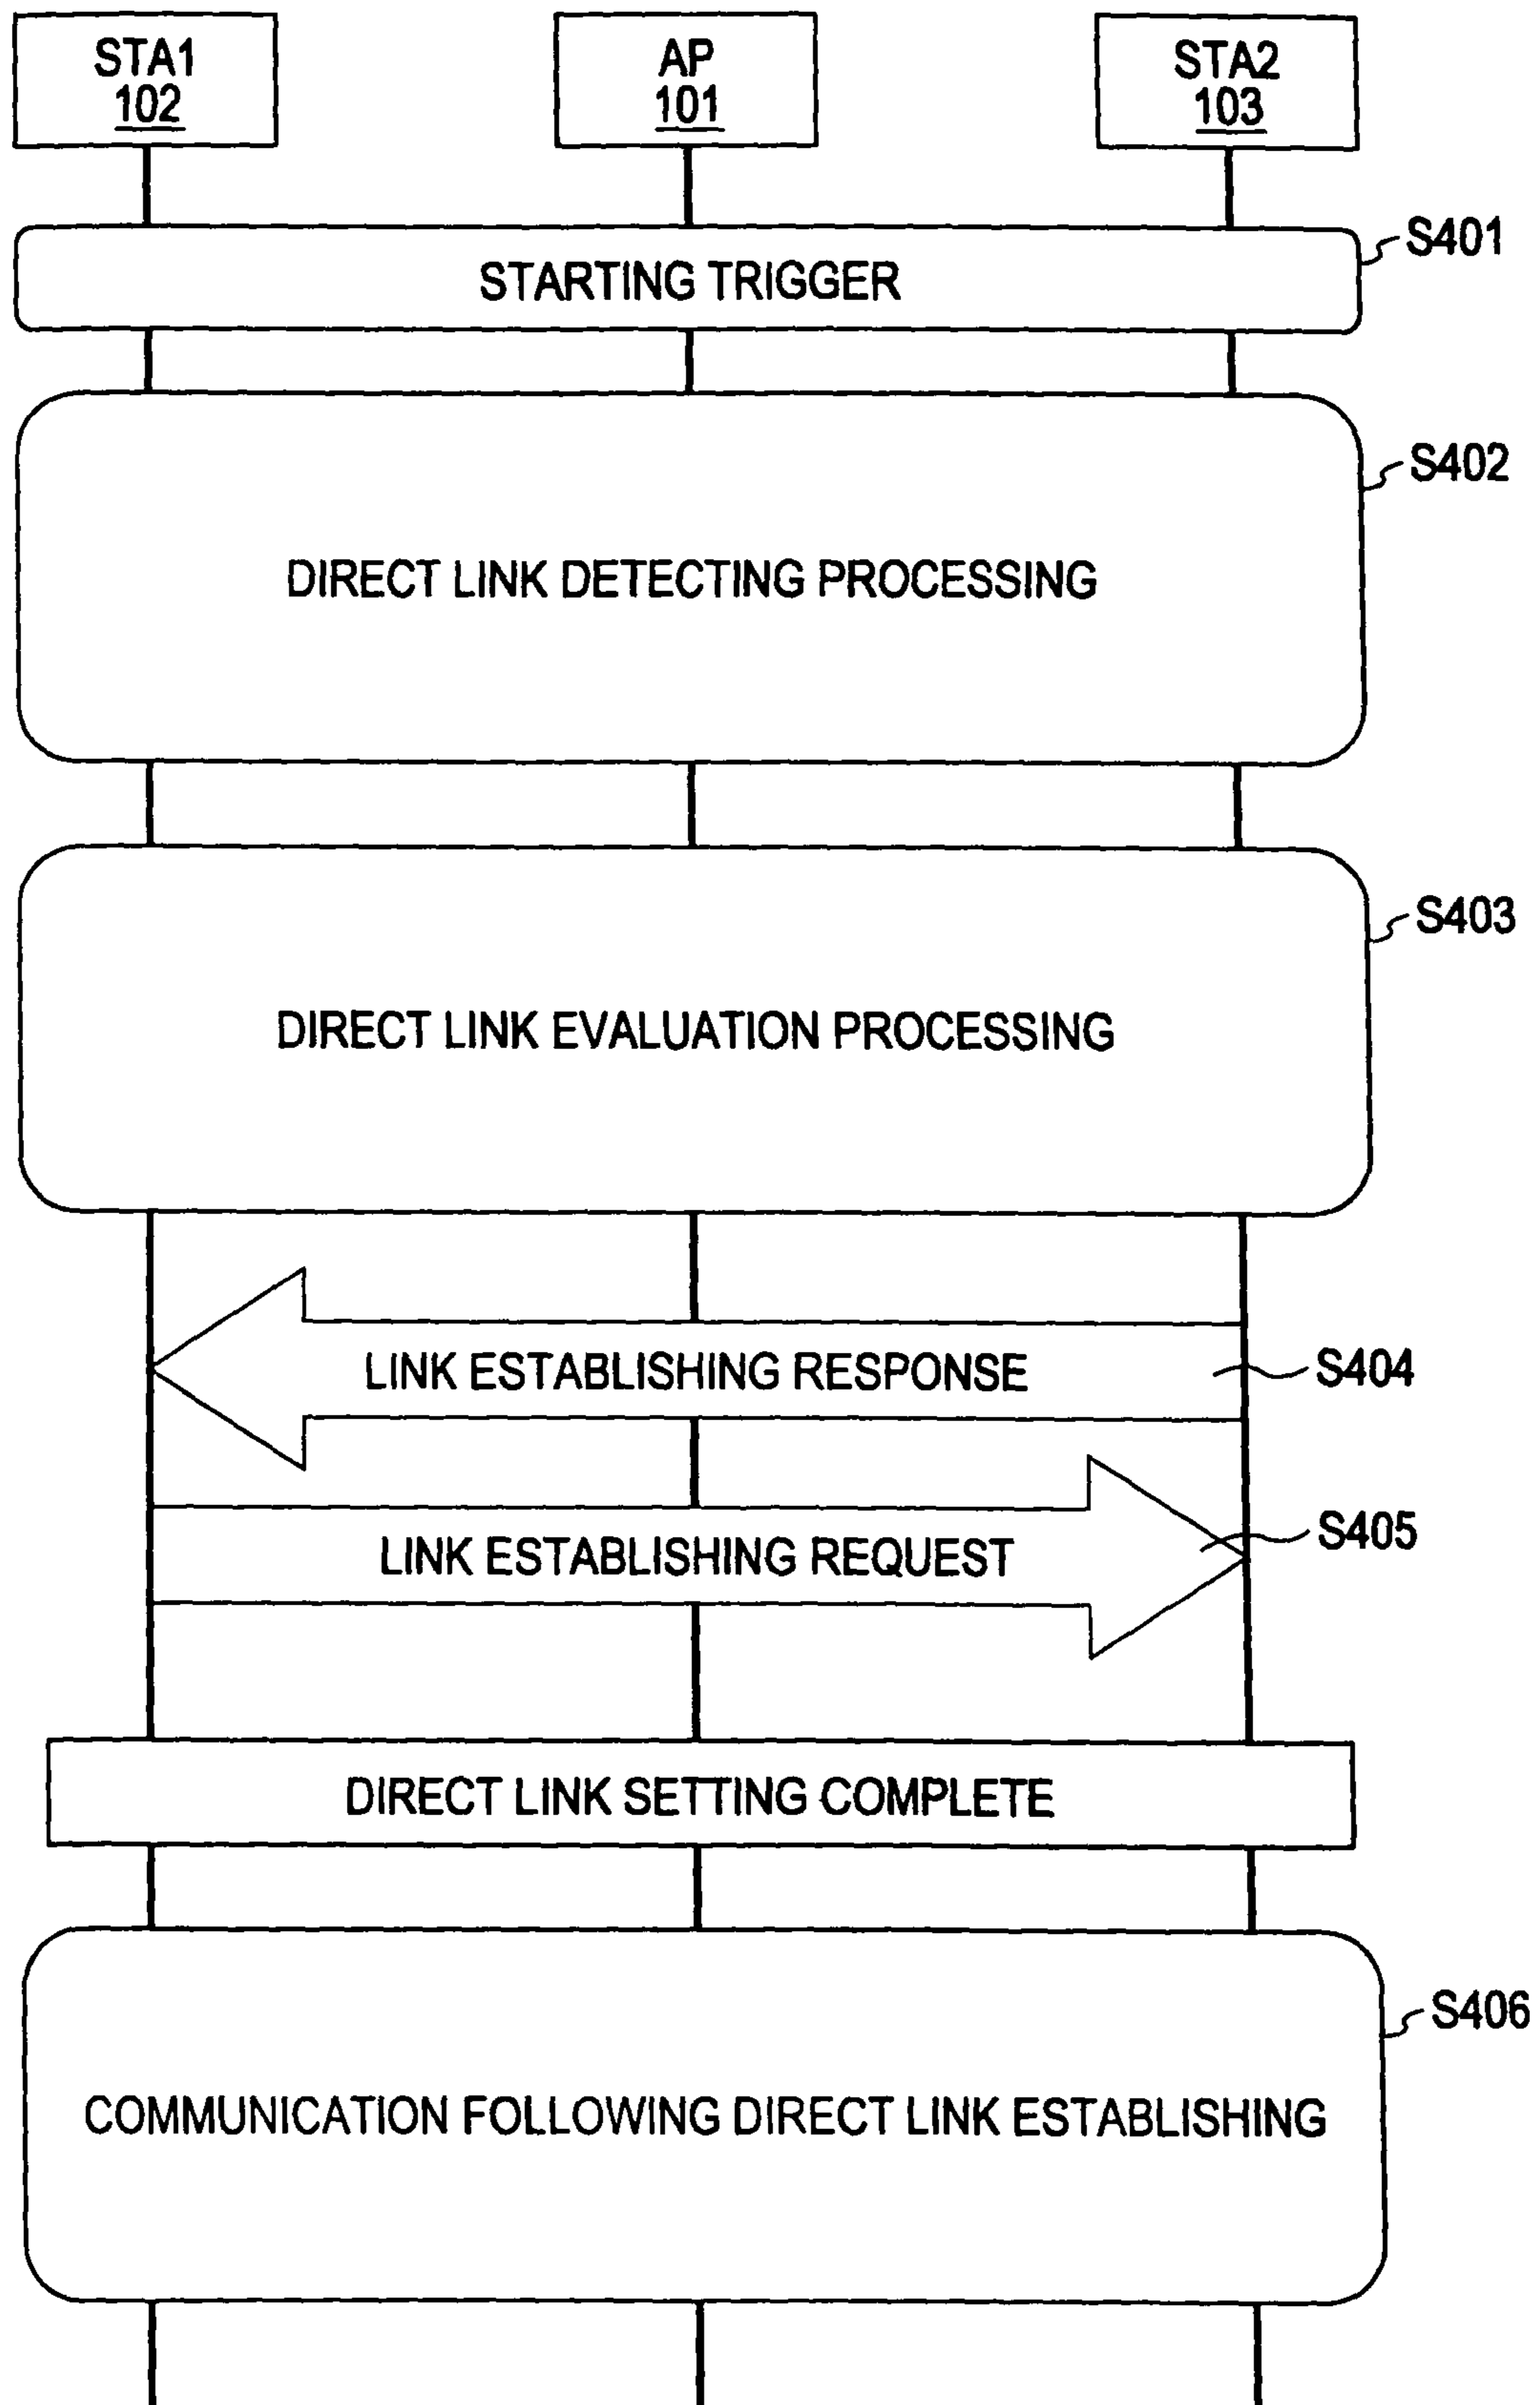 STA1
102
AP
101
STA2
103
S401
STARTING TRIGGER
S402
DIRECT LINK DETECTING PROCESSING
S403
DIRECT LINK EVALUATION PROCESSING
LINK ESTABLISHING RESPONSE
S404
LINK ESTABLISHING REQUEST
S405
DIRECT LINK SETTING COMPLETE
S406
COMMUNICATION FOLLOWING DIRECT LINK ESTABLISHING